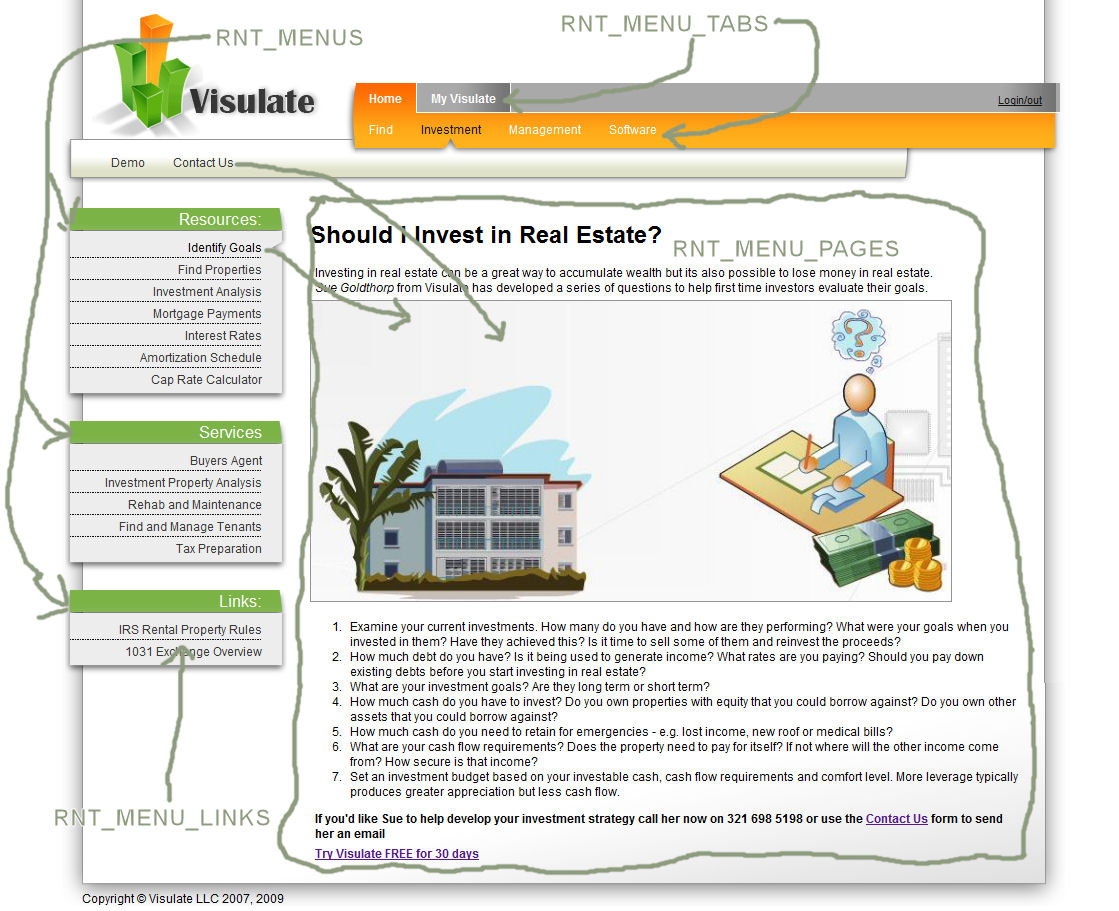 RNT_MENUS
RNT_MENU_TABS
Visulate
Home My Visulate Login/out
Find Investment Management Software
Demo Contact Us
Resources:
Identify Goals
Find Properties
Investment Analysis
Mortgage Payments
Interest Rates
Amortization Schedule
Cap Rate Calculator
Services
Buyers Agent
Investment Property Analysis
Rehab and Maintenance
Find and Manage Tenants
Tax Preparation
Links:
IRS Rental Property Rules
1031 Exchange Overview
RNT_MENU_LINKS
Should I Invest in Real Estate?
RNT_MENU_PAGES
Investing in real estate can be a great way to accumulate wealth but its also possible to lose money in real estate.
Sue Goldthorp from Visulate has developed a series of questions to help first time investors evaluate their goals.
?
1. Examine your current investments. How many do you have and how are they performing? What were your goals when you
invested in them? Have they achieved this? Is it time to sell some of them and reinvest the proceeds?
2. How much debt do you have? Is it being used to generate income? What rates are you paying? Should you pay down
existing debts before you start investing in real estate?
3. What are your investment goals? Are they long term or short term?
4. How much cash do you have to invest? Do you own properties with equity that you could borrow against? Do you own other
assets that you could borrow against?
5. How much cash do you need to retain for emergencies - e.g. lost income, new roof or medical bills?
6. What are your cash flow requirements? Does the property need to pay for itself? If not where will the other income come
from? How secure is that income?
7. Set an investment budget based on your investable cash, cash flow requirements and comfort level. More leverage typically
produces greater appreciation but less cash flow.
If you'd like Sue to help develop your investment strategy call her now on 321 698 5198 or use the Contact Us form to send
her an email
Try Visulate FREE for 30 days
Copyright © Visulate LLC 2007, 2009